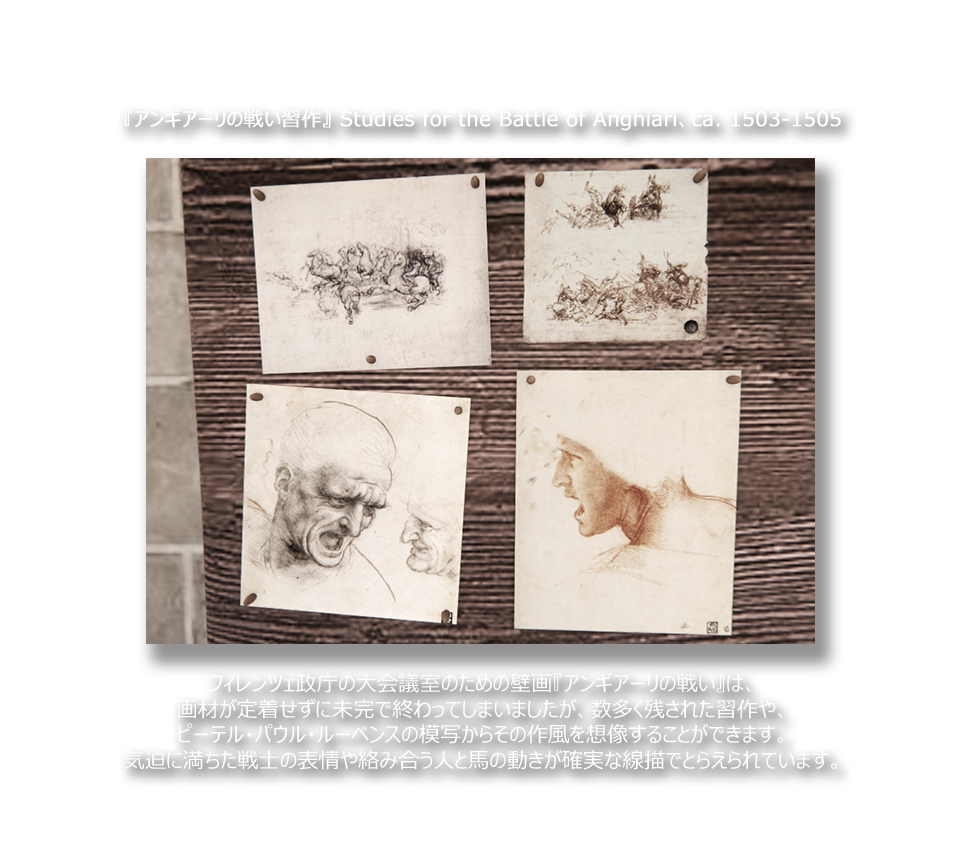 『アンギアーリの戦い習作』 Studies for the Battle of Anghiari、ca. 1503-1505
フィレンツェ政庁の大会議室のための壁画『アンギアーリの戦い』は、
画材が定着せずに未完で終わってしまいましたが、数多く残された習作や、
ピーテル・パウル・ルーベンスの模写からその作風を想像することができます。
気迫に満ちた戦士の表情や絡み合う人と馬の動きが確実な線描でとらえられています。